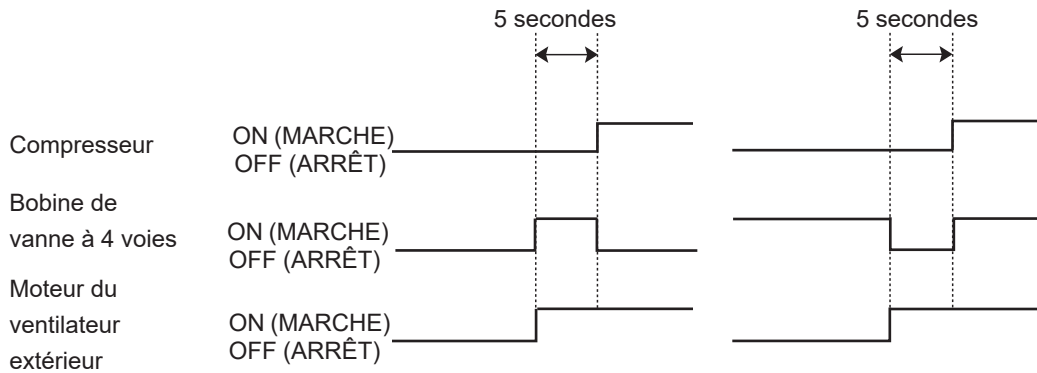 5 secondes
5 secondes
Compresseur
ON (MARCHE)
OFF (ARRÊT)
Bobine de
vanne à 4 voies
ON (MARCHE)
OFF (ARRÊT)
Moteur du
ventilateur
extérieur
ON (MARCHE)
OFF (ARRÊT)